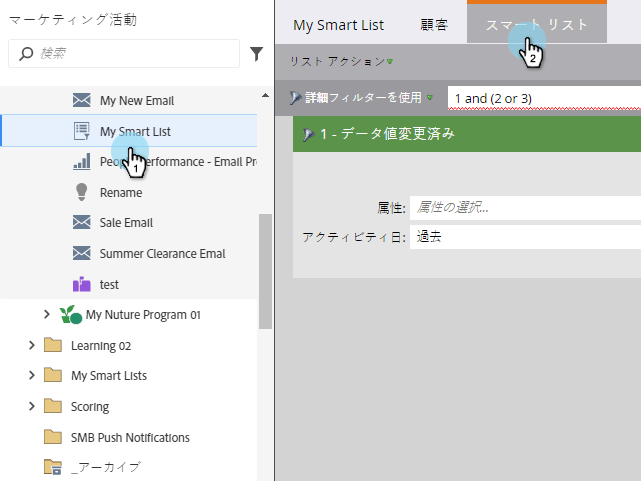 マーケティング活動
検索
My New Email
My Smart List
1
People Performance - Email Pr
Rename
Sale Email
Summer Clearance Emal
test
My Nuture Program 01
Learning 02
My Smart Lists
Scoring
SMB Push Notifications
_アーカイブ
My Smart List 顧客 スマート リスト
2
リスト アクション
詳細フィルターを使用 1 and (2 or 3)
1 - データ値変更済み
属性: 属性の選択...
アクティビティ日: 過去